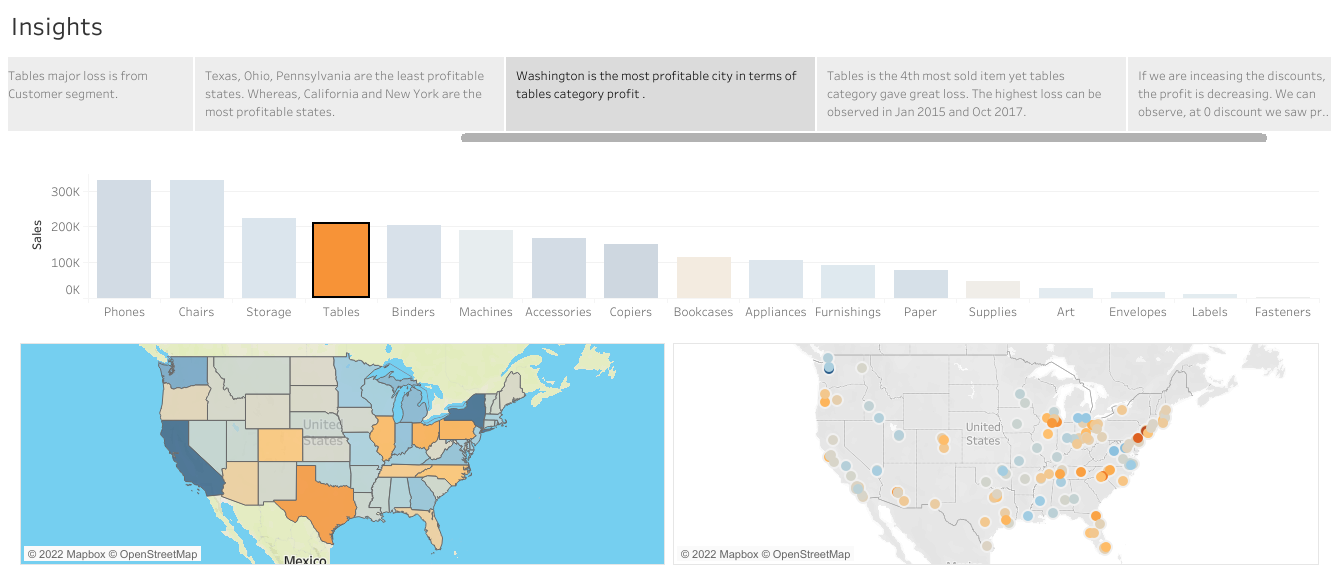 Insights
Tables major loss is from
Customer segment.
Texas, Ohio, Pennsylvania are the least profitable
states. Whereas, California and New York are the
most profitable states.
Washington is the most profitable city in terms of
tables category profit .
Tables is the 4th most sold item yet tables
category gave great loss. The highest loss can be
observed in Jan 2015 and Oct 2017.
If we are inceasing the discounts,
the profit is decreasing. We can
observe, at 0 discount we saw pr..
Sales
300K
200K
100K
0K
Phones Chairs Storage Tables Binders Machines Accessories Copiers Bookcases Appliances Furnishings Paper Supplies Art Envelopes Labels Fasteners
United
States
Mexico
© 2022 Mapbox © OpenStreetMap
United
States
© 2022 Mapbox © OpenStreetMap